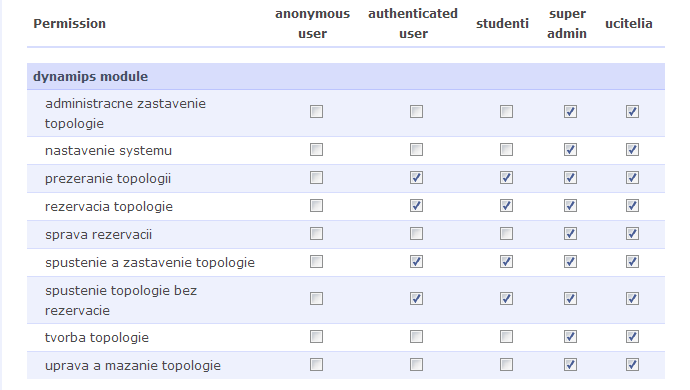 Permission anonymous user authenticated user studenti super admin ucitelia
dynamips module
administracne zastavenie
topologie
nastavenie systemu
prezeranie topologii
rezervacia topologie
sprava rezervacii
spustenie a zastavenie topologie
spustenie topologie bez
rezervacie
tvorba topologie
uprava a mazanie topologie